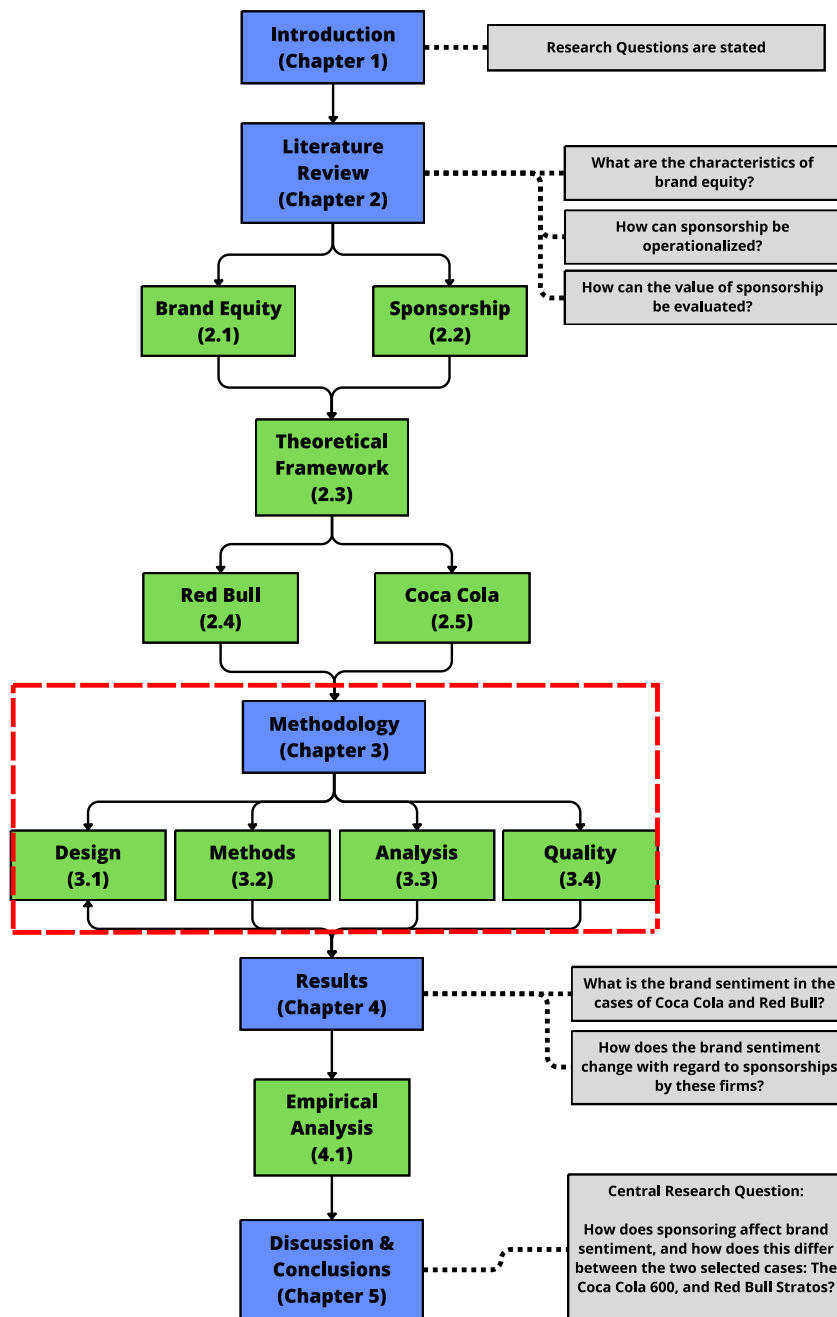 Introduction
(Chapter 1)
Research Questions are stated
Literature
Review
(Chapter 2)
What are the characteristics of
brand equity?
How can sponsorship be
operationalized?
How can the value of sponsorship
be evaluated?
Brand Equity
(2.1)
Sponsorship
(2.2)
Theoretical
Framework
(2.3)
Red Bull
(2.4)
Coca Cola
(2.5)
Methodology
(Chapter 3)
Design
(3.1)
Methods
(3.2)
Analysis
(3.3)
Quality
(3.4)
Results
(Chapter 4)
What is the brand sentiment in the
cases of Coca Cola and Red Bull?
How does the brand sentiment
change with regard to sponsorships
by these firms?
Empirical
Analysis
(4.1)
Discussion &
Conclusions
(Chapter 5)
Central Research Question:
How does sponsoring affect brand
sentiment, and how does this differ
between the two selected cases: The
Coca Cola 600, and Red Bull Stratos?